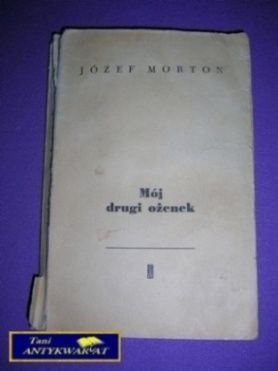 JÓZEF MORTON
Mój
drugi ożenek
Tani
ANTYKWARIAT